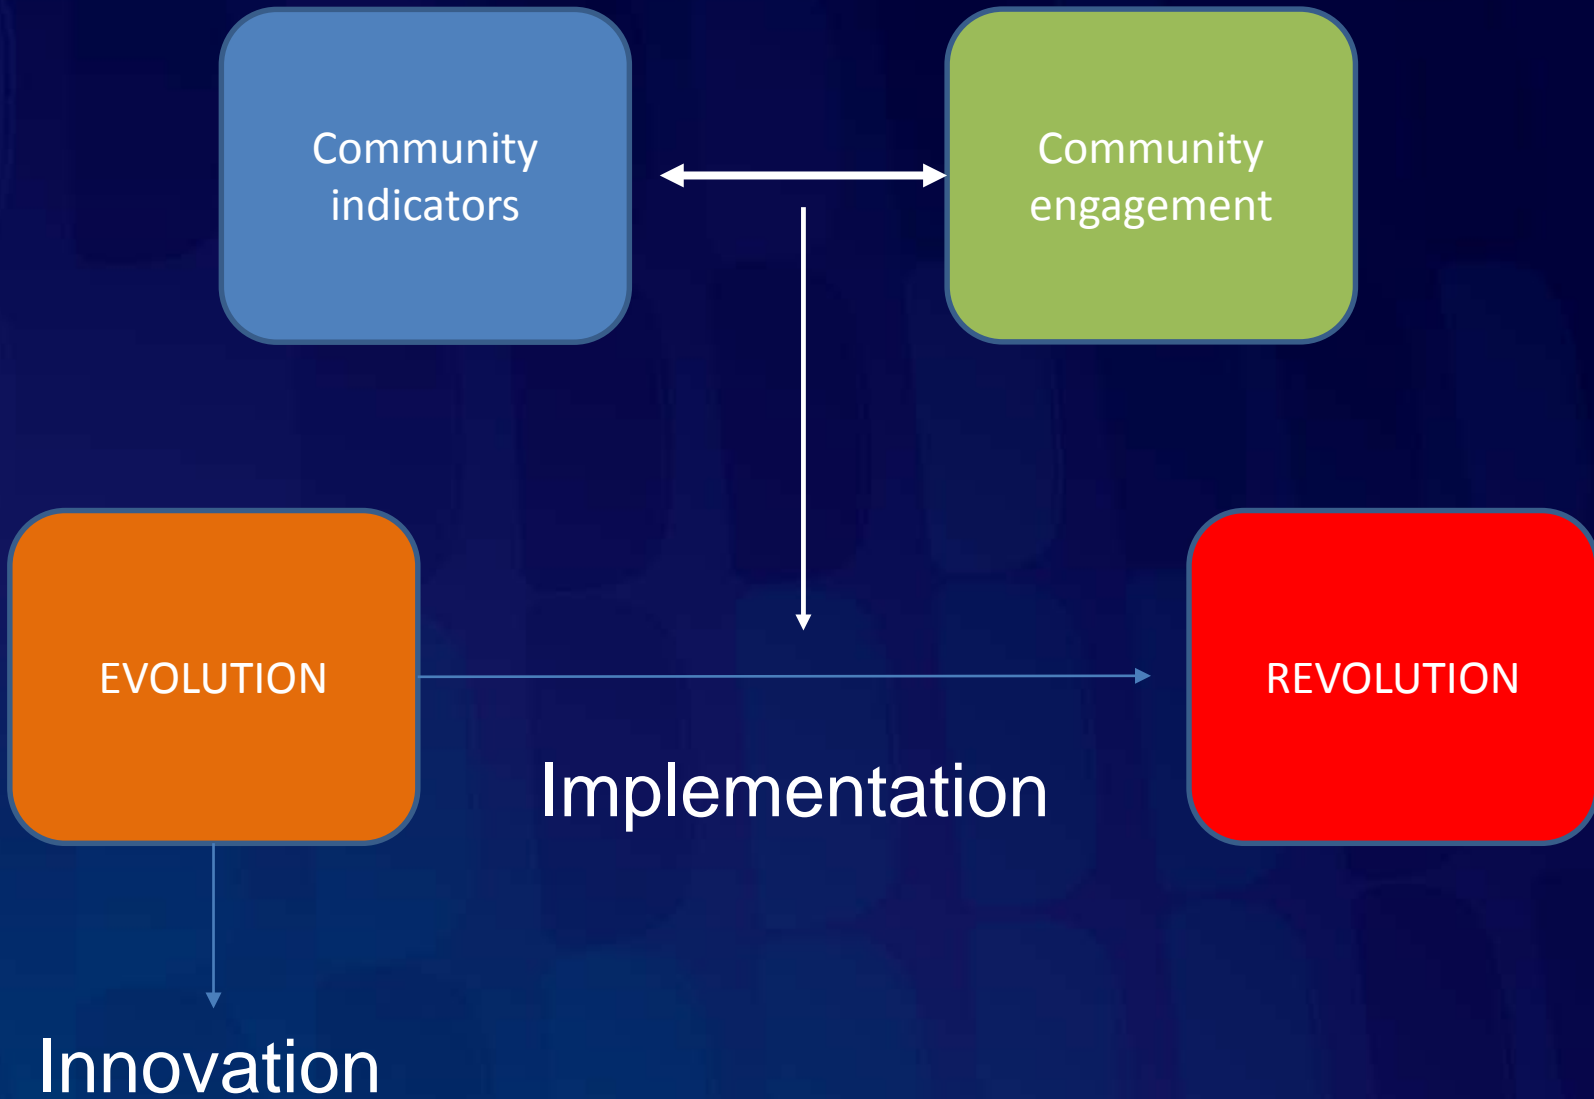 Community
indicators
Community
engagement
EVOLUTION
REVOLUTION
Implementation
Innovation